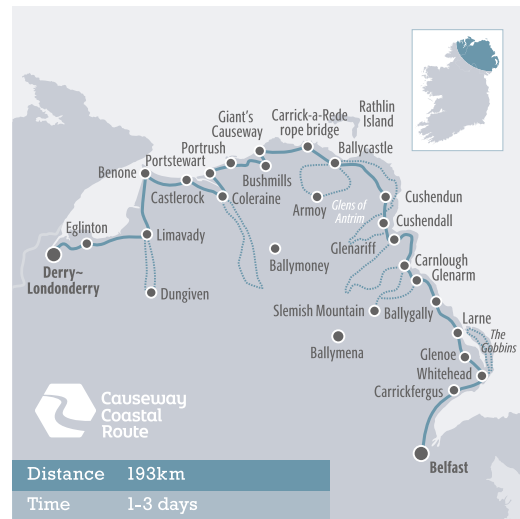 Rathlin
Island
Giant's
Causeway
Carrick-a-Rede
rope bridge
Portrush
Ballycastle
Portstewart
Benone
Bushmills
Castlerock
Coleraine
Armoy
Glens of
Antrim
Cushendun
Cushendall
Eglinton
Limavady
Glenariff
Derry~
Londonderry
Ballymoney
Carnlough
Glenarm
Dungiven
Slemish Mountain
Ballygally
Larne
The
Gobbins
Ballymena
Glenoe
Whitehead
Carrickfergus
Causeway
Coastal
Route
Belfast
Distance 193km
Time 1-3 days